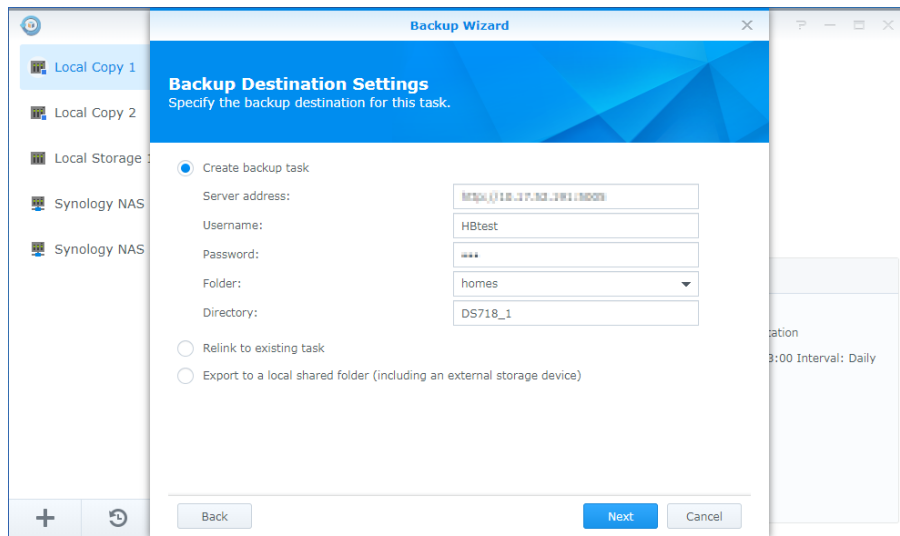 Backup Wizard
Local Copy 1
Local Copy 2
Local Storage
Synology NAS
Synology NAS
Backup Destination Settings
Specify the backup destination for this task.
Create backup task
Server address:
Username:
HBtest
Password:
Folder:
homes
Directory:
DS718_1
Relink to existing task
Export to a local shared folder (including an external storage device)
3:00 Interval: Daily
Back
Next
Cancel